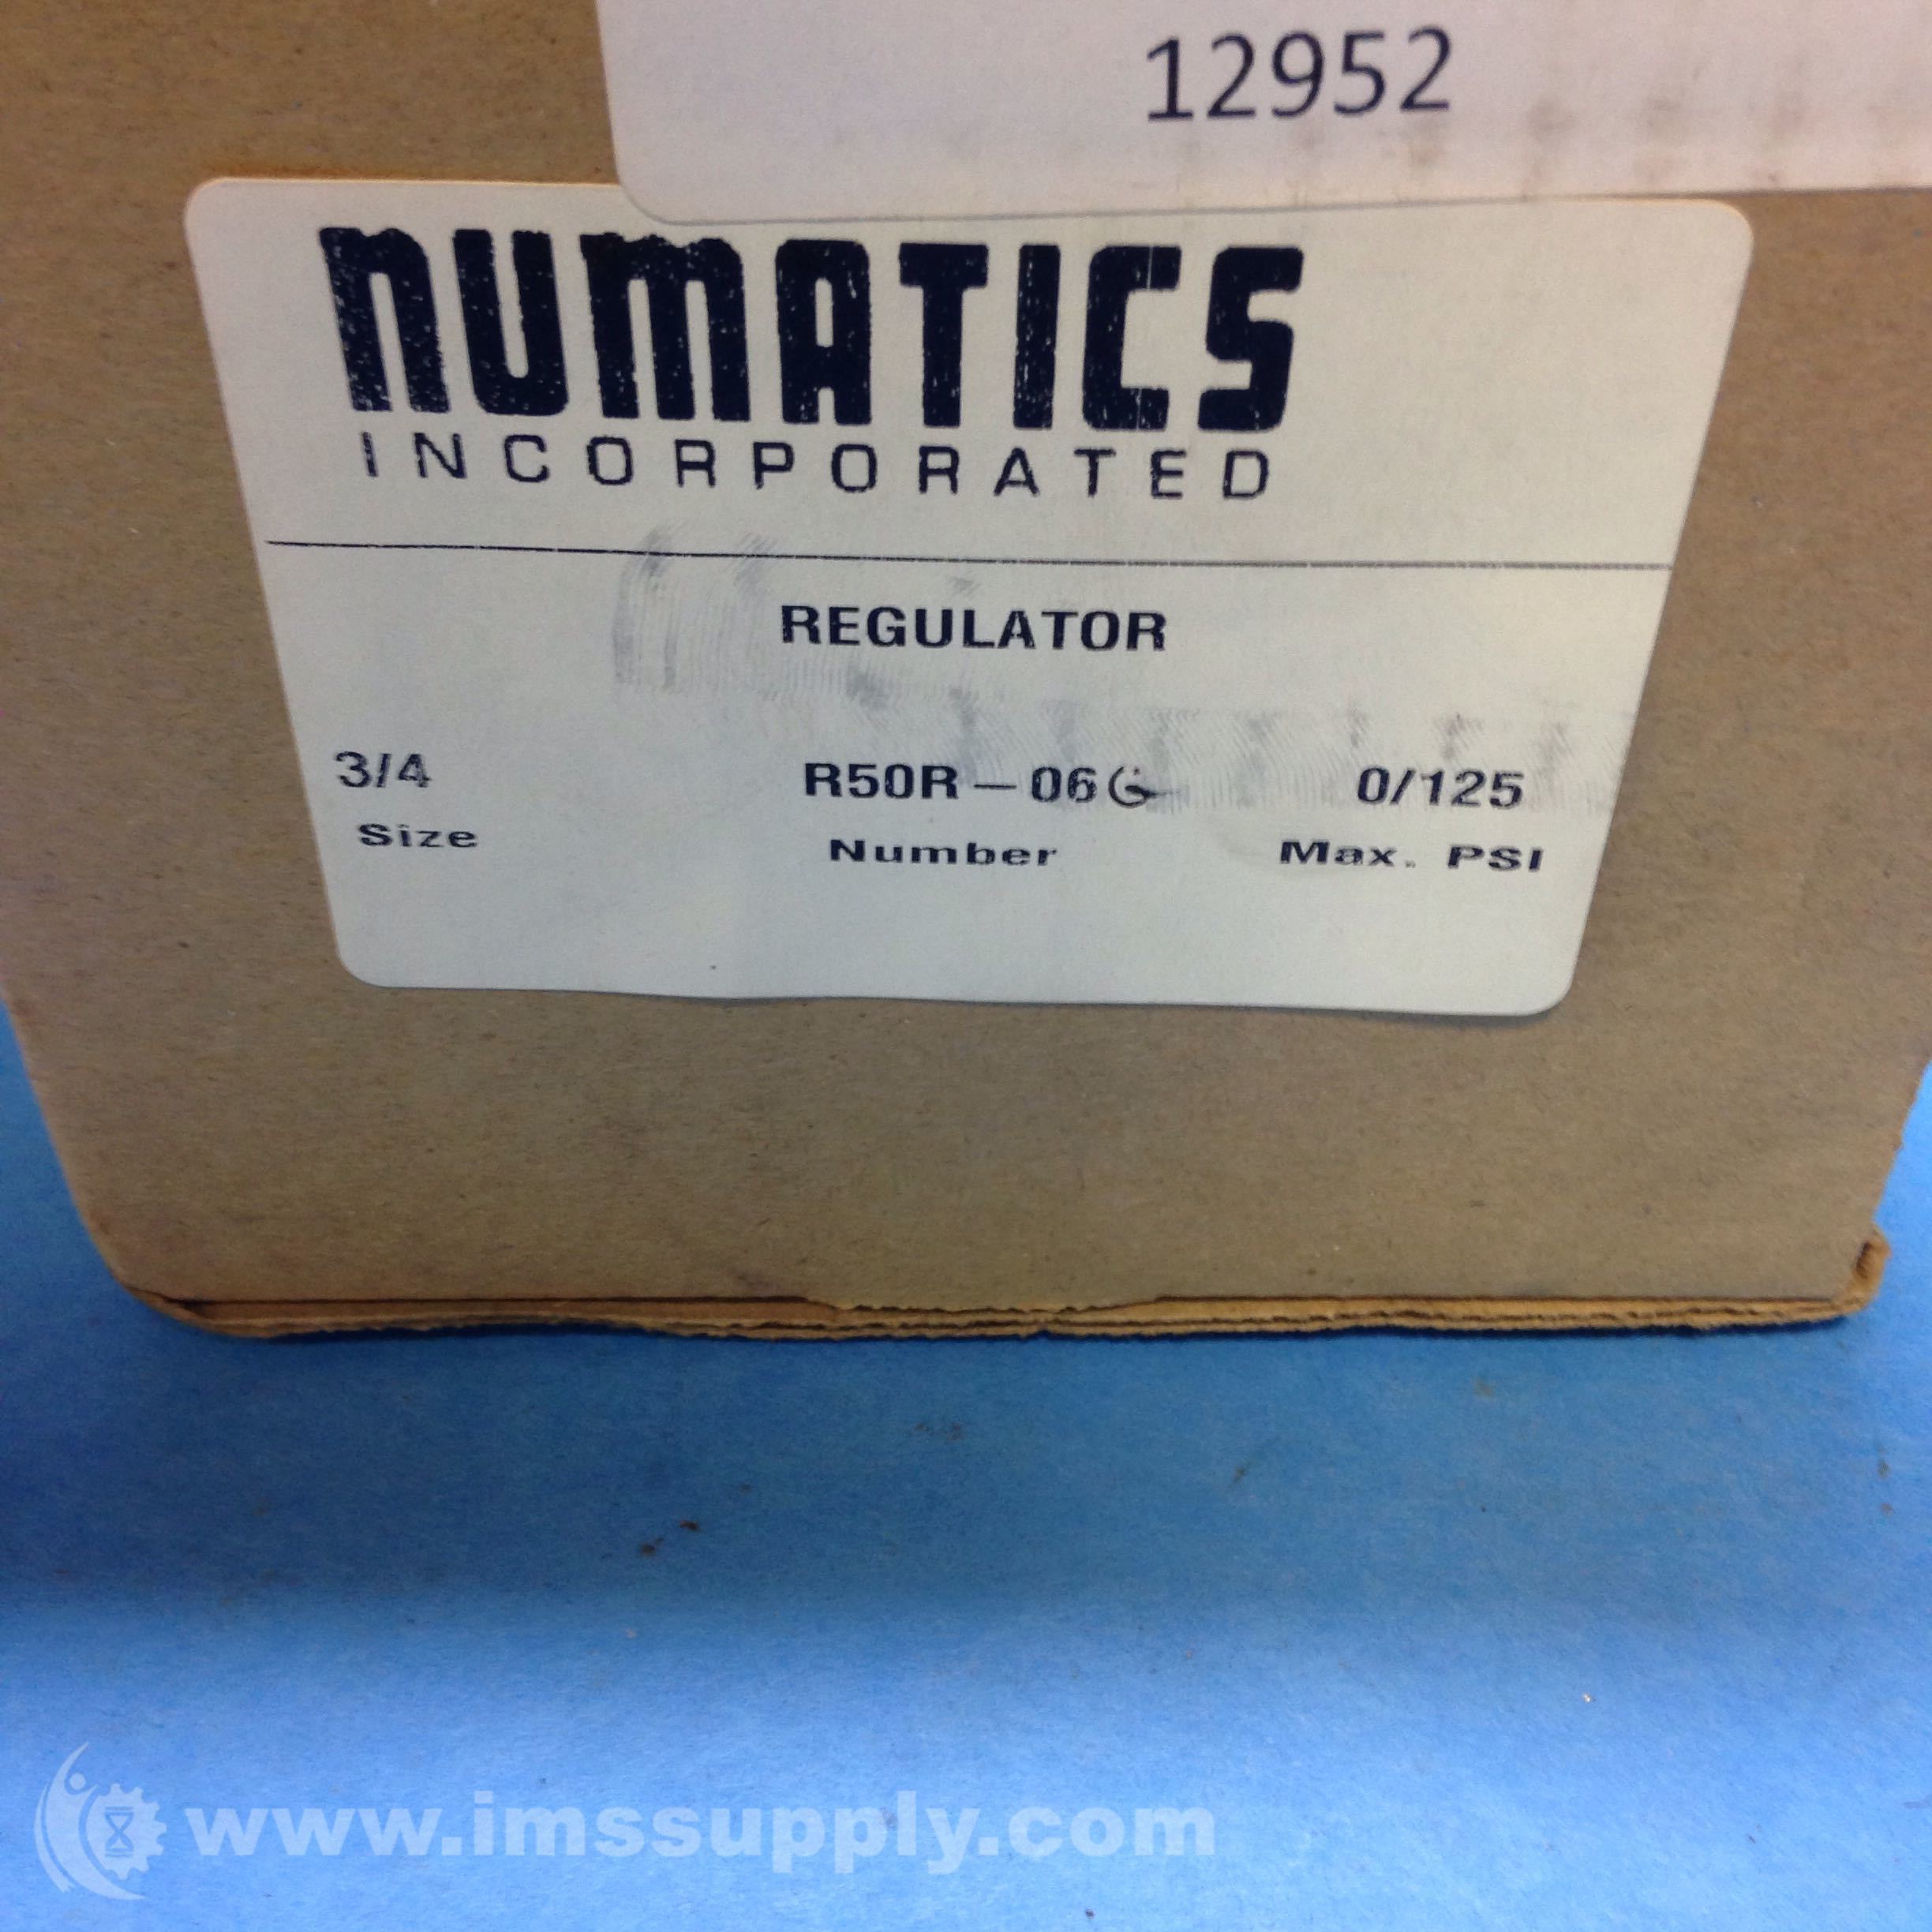 12952
NUMATICS
INCORPORATED
REGULATOR
3/4 R50R-06G 0/125
Size Number Max. PSI
www.imssupply.com